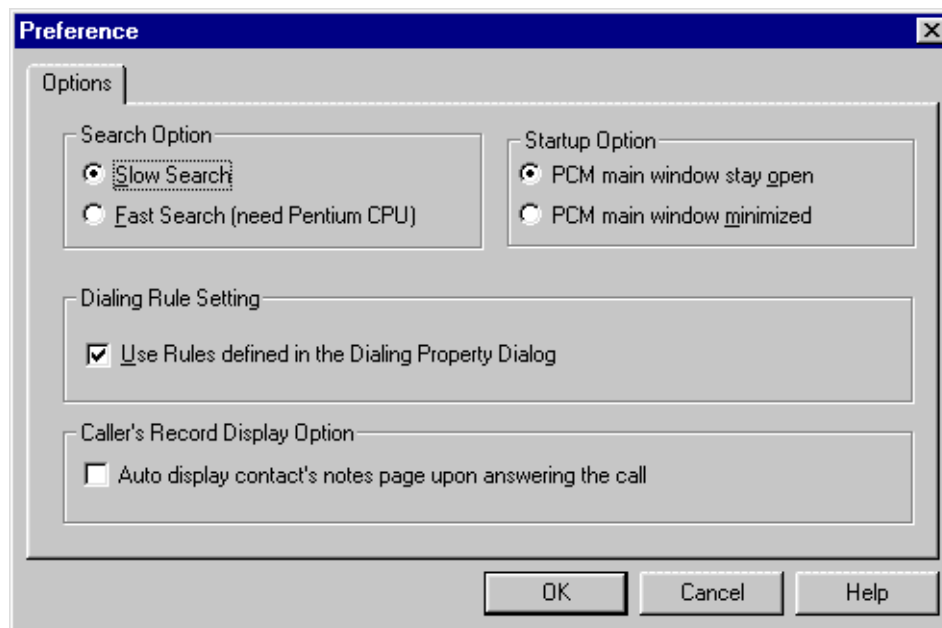 Preference
Options
Search Option
Slow Search
Fast Search (need Pentium CPU)
Startup Option
PCM main window stay open
PCM main window minimized
Dialing Rule Setting
Use Rules defined in the Dialing Property Dialog
Caller's Record Display Option
Auto display contact's notes page upon answering the call
OK
Cancel
Help